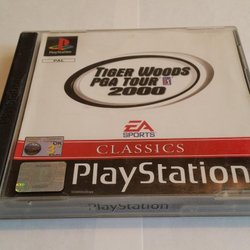 PlayStation
PAL
TIGER WOODS
PGA TOUR
2000
EA
SPORTS
CLASSICS
PlayStation